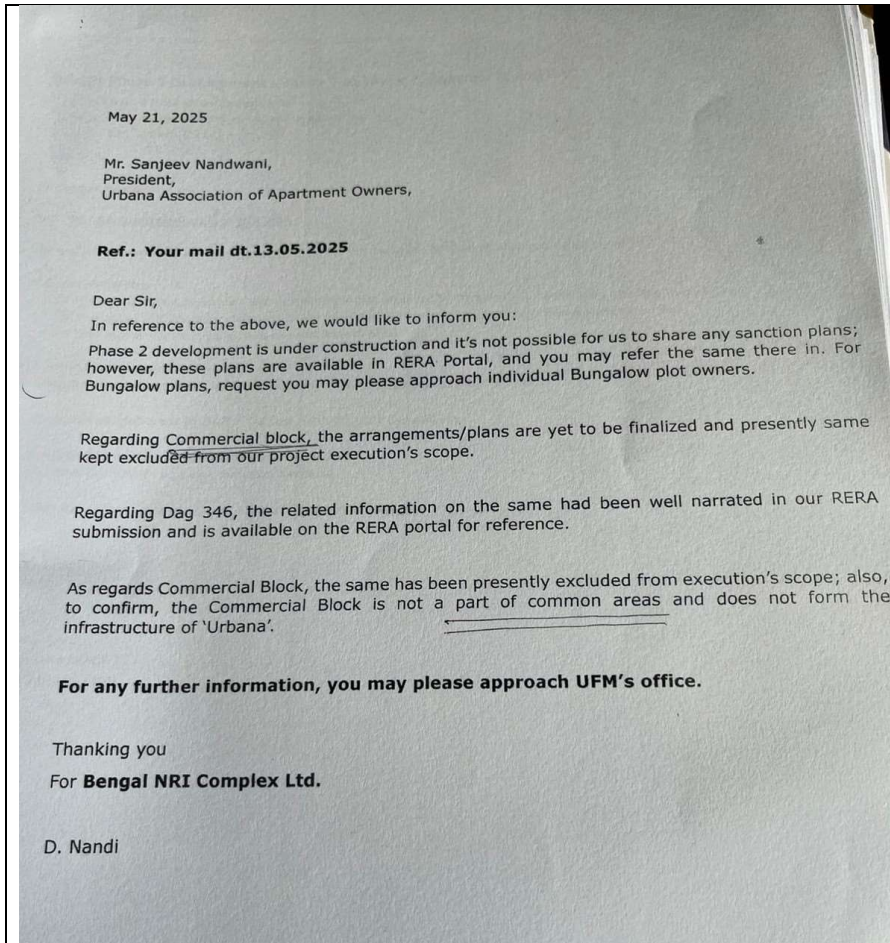 May 21, 2025
Mr. Sanjeev Nandwani,
President,
Urbana Association of Apartment Owners,
Ref.: Your mail dt.13.05.2025
Dear Sir,
In reference to the above, we would like to inform you:
Phase 2 development is under construction and it's not possible for us to share any sanction plans;
however, these plans are available in RERA Portal, and you may refer the same there in. For
Bungalow plans, request you may please approach individual Bungalow plot owners.
Regarding Commercial block, the arrangements/plans are yet to be finalized and presently same
kept excluded from our project execution's scope.
Regarding Dag 346, the related information on the same had been well narrated in our RERA
submission and is available on the RERA portal for reference.
As regards Commercial Block, the same has been presently excluded from execution's scope; also,
to confirm, the Commercial Block is not a part of common areas and does not form the
infrastructure of 'Urbana'.
For any further information, you may please approach UFM's office.
Thanking you
For Bengal NRI Complex Ltd.
D. Nandi